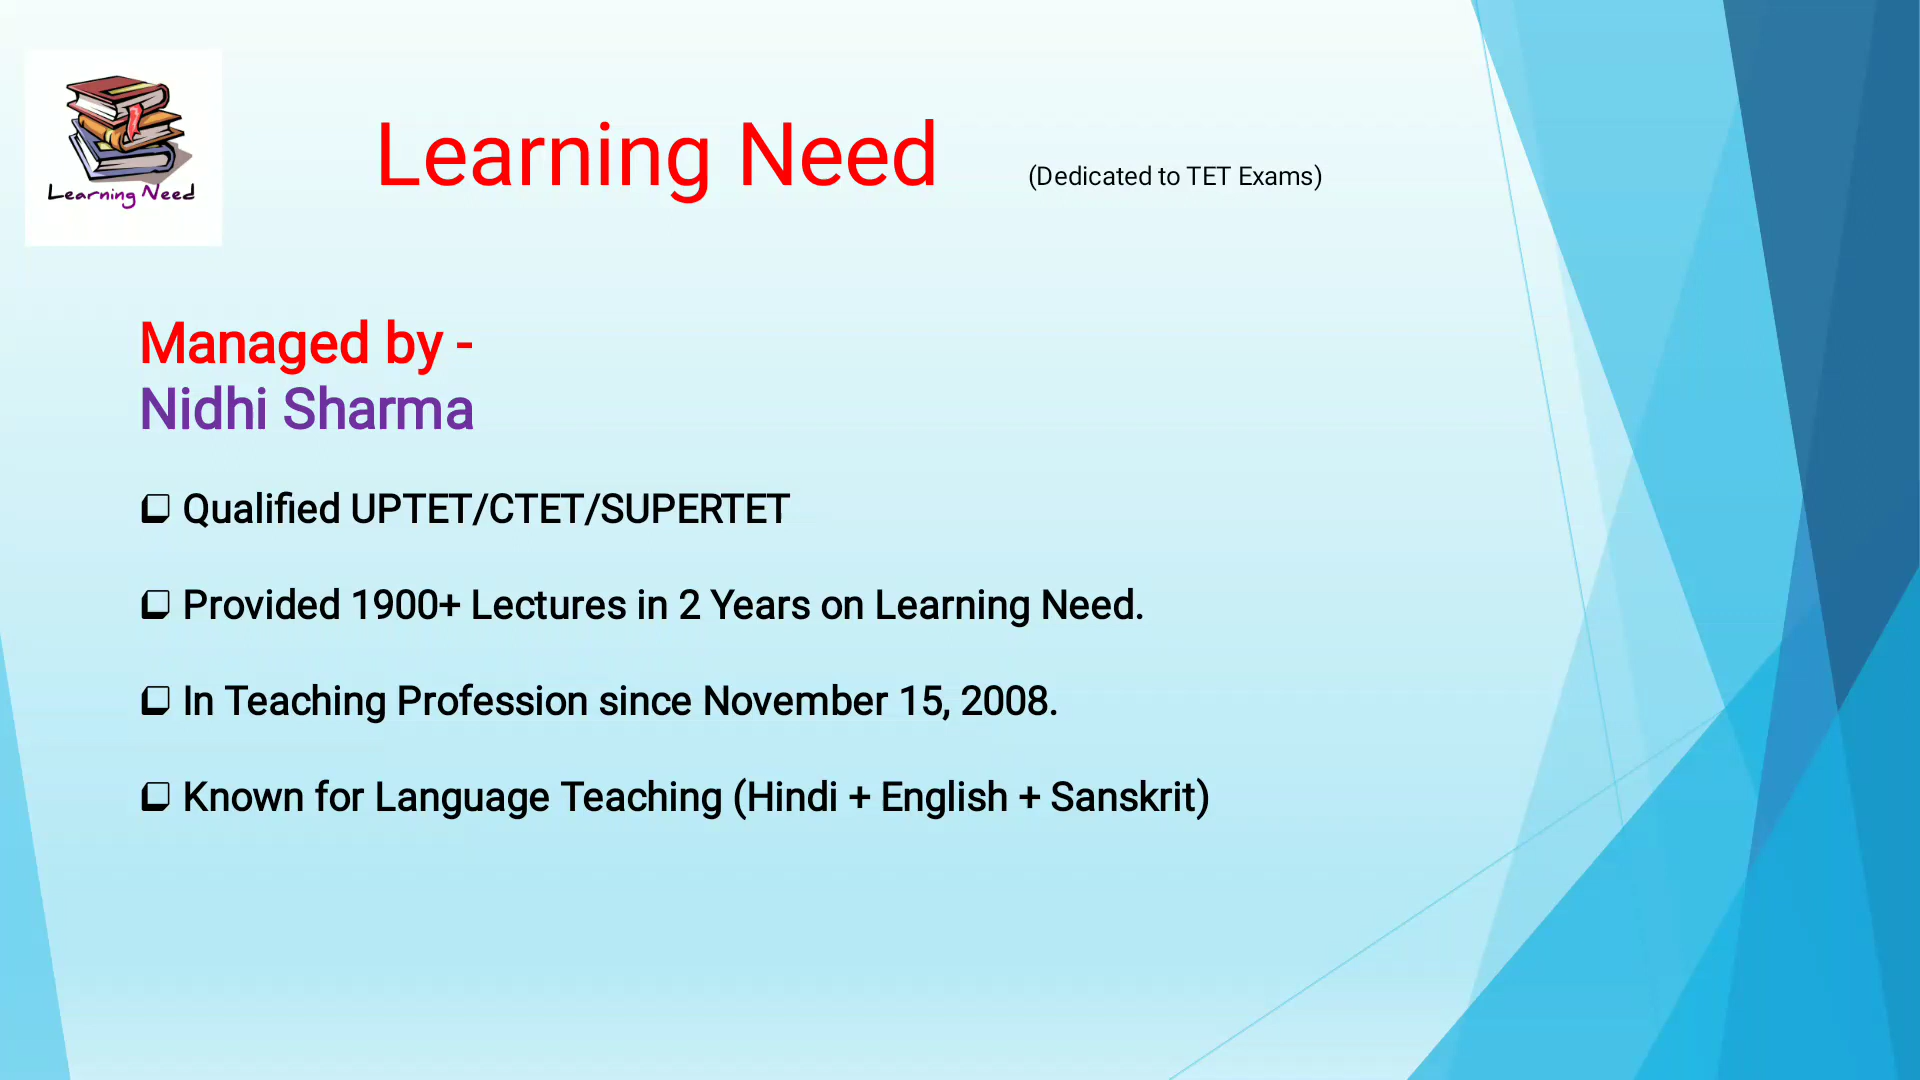 Learning Need
Learning Need (Dedicated to TET Exams)
Managed by -
Nidhi Sharma
❑ Qualified UPTET/CTET/SUPERTET
❑ Provided 1900+ Lectures in 2 Years on Learning Need.
❑ In Teaching Profession since November 15, 2008.
❑ Known for Language Teaching (Hindi + English + Sanskrit)